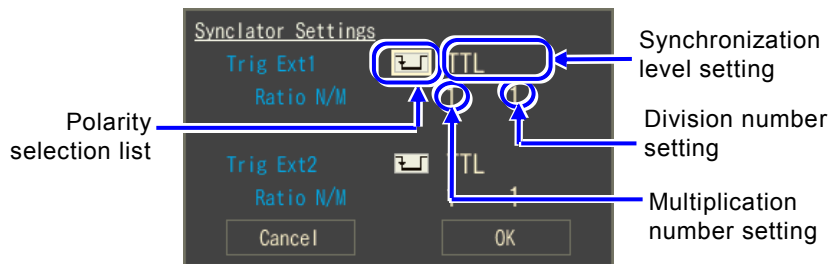 Synclator Settings
Trig Ext1 TTL
Ratio N/M 1 1
Trig Ext2 TTL
Ratio N/M 1 1
Cancel OK
Polarity
selection list
Synchronization
level setting
Division number
setting
Multiplication
number setting